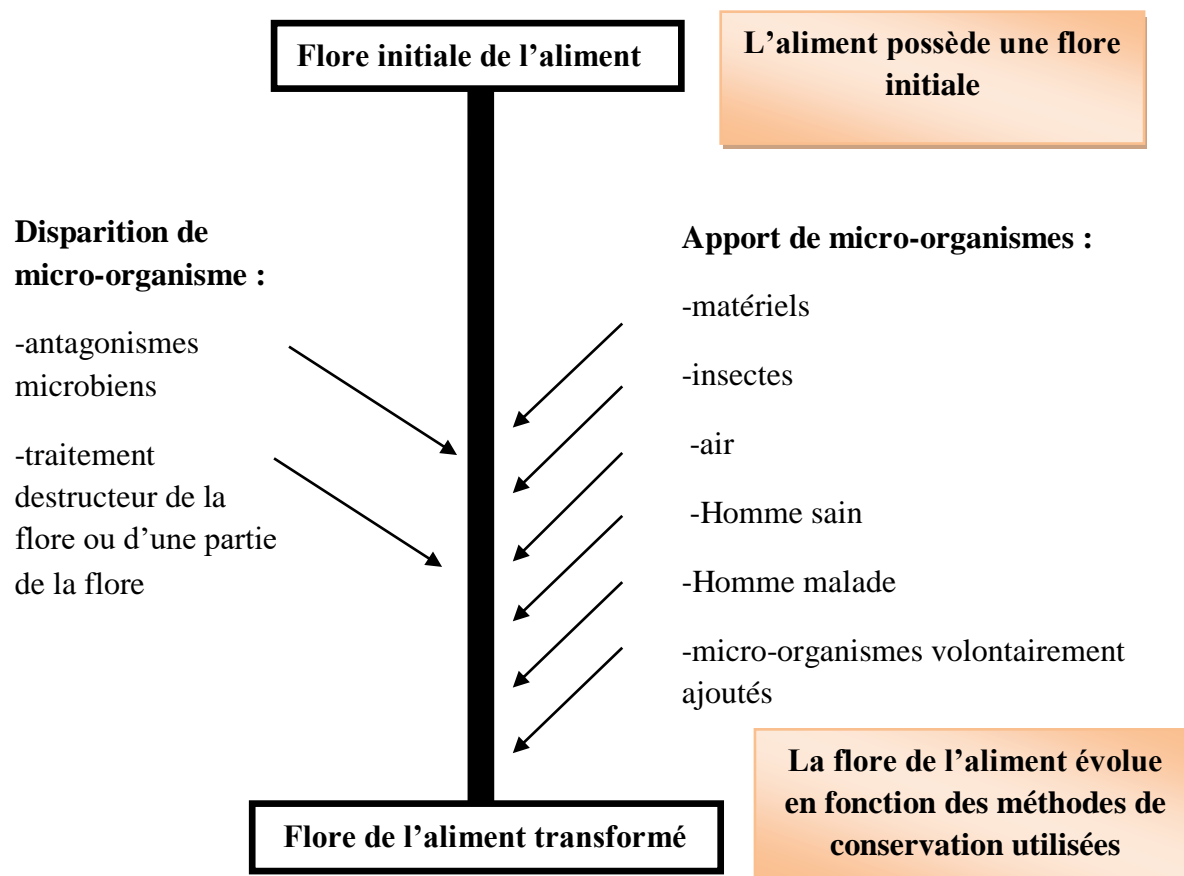 Flore initiale de l’aliment
L’aliment possède une flore
initiale
Disparition de
micro-organisme :
-antagonismes
microbiens
-traitement
destructeur de la
flore ou d’une partie
de la flore
Apport de micro-organismes :
-matériels
-insectes
-air
-Homme sain
-Homme malade
-micro-organismes volontairement
ajoutés
La flore de l’aliment évolue
en fonction des méthodes de
conservation utilisées
Flore de l’aliment transformé